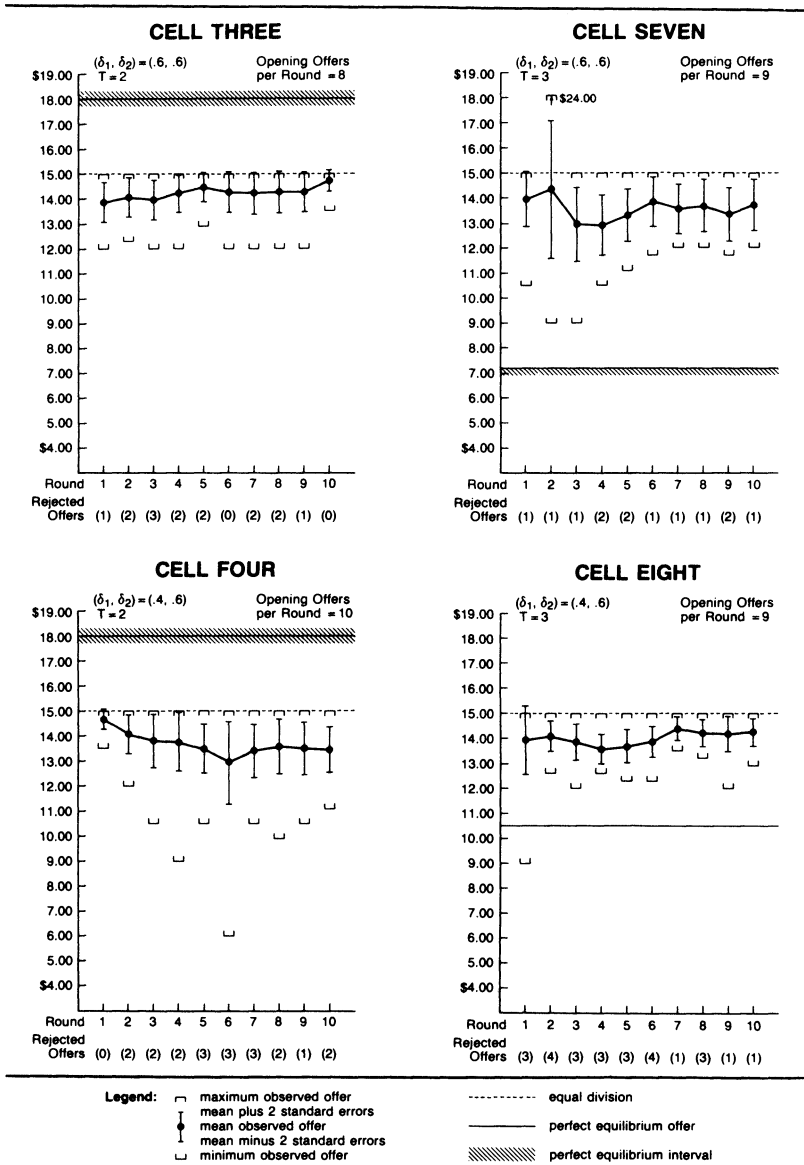 CELL THREE
(δ₁, δ₂) = (.6, .6)
T = 2
Opening Offers
per Round = 8
$19.00
18.00
17.00
16.00
15.00
14.00
13.00
12.00
11.00
10.00
9.00
8.00
7.00
6.00
5.00
$4.00
Round 1 2 3 4 5 6 7 8 9 10
Rejected
Offers (1) (2) (3) (2) (2) (0) (2) (2) (1) (0)
CELL SEVEN
(δ₁, δ₂) = (.6, .6)
T = 3
Opening Offers
per Round = 9
$19.00
18.00
$24.00
17.00
16.00
15.00
14.00
13.00
12.00
11.00
10.00
9.00
8.00
7.00
6.00
5.00
$4.00
Round 1 2 3 4 5 6 7 8 9 10
Rejected
Offers (1) (1) (1) (2) (2) (1) (1) (1) (2) (1)
CELL FOUR
(δ₁, δ₂) = (.4, .6)
T = 2
Opening Offers
per Round = 10
$19.00
18.00
17.00
16.00
15.00
14.00
13.00
12.00
11.00
10.00
9.00
8.00
7.00
6.00
5.00
$4.00
Round 1 2 3 4 5 6 7 8 9 10
Rejected
Offers (0) (2) (2) (2) (3) (3) (3) (2) (1) (2)
CELL EIGHT
(δ₁, δ₂) = (.4, .6)
T = 3
Opening Offers
per Round = 9
$19.00
18.00
17.00
16.00
15.00
14.00
13.00
12.00
11.00
10.00
9.00
8.00
7.00
6.00
5.00
$4.00
Round 1 2 3 4 5 6 7 8 9 10
Rejected
Offers (3) (4) (3) (3) (3) (4) (1) (3) (1) (1)
Legend: maximum observed offer
mean plus 2 standard errors
mean observed offer
mean minus 2 standard errors
minimum observed offer
equal division
perfect equilibrium offer
perfect equilibrium interval